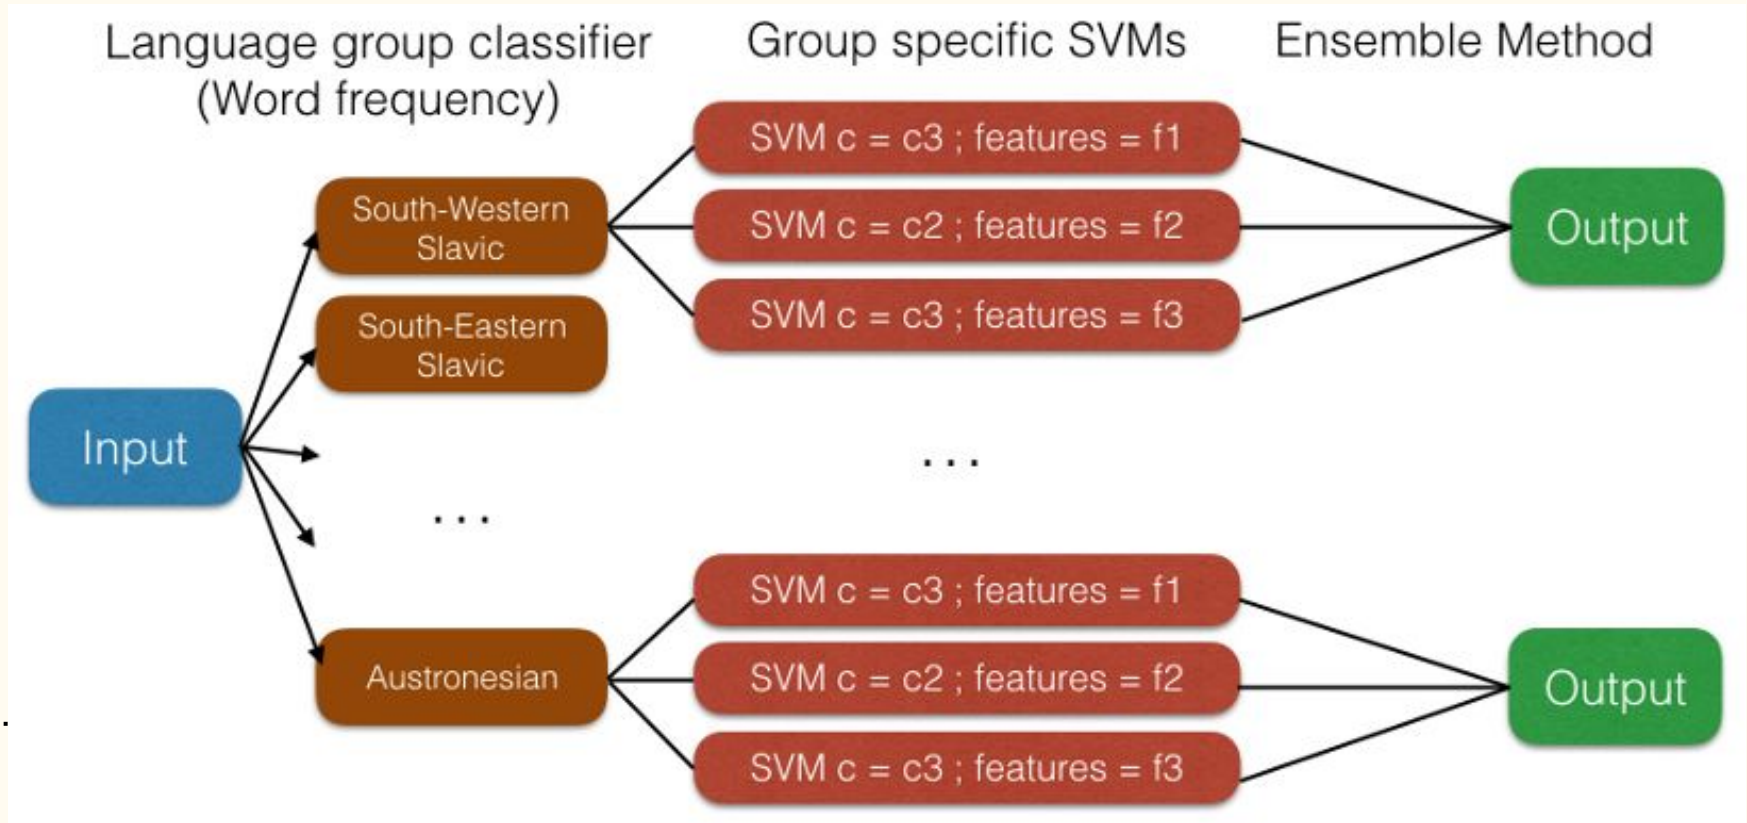 Language group classifier
(Word frequency)
Group specific SVMs
Ensemble Method
Input
South-Western
Slavic
South-Eastern
Slavic
. . .
Austronesian
SVM c = c3 ; features = f1
SVM c = c2 ; features = f2
SVM c = c3 ; features = f3
. . .
SVM c = c3 ; features = f1
SVM c = c2 ; features = f2
SVM c = c3 ; features = f3
Output
Output
.